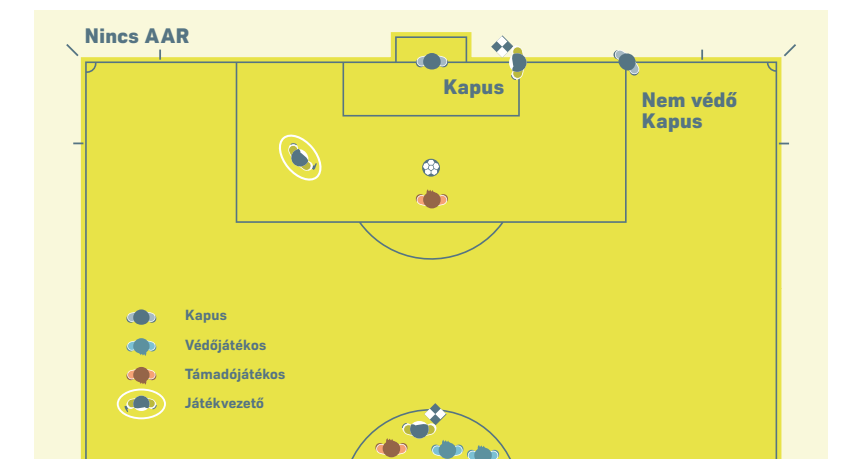 Nincs AAR
Kapus
Nem védő
Kapus
Kapus
Védőjátékos
Támadójátékos
Játékvezető